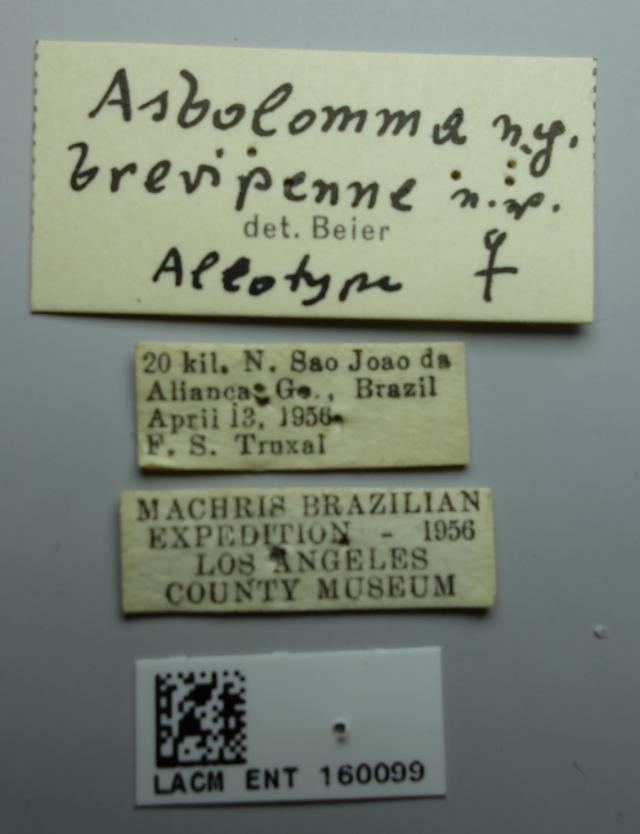 Asbolomma n.g.
brevipenne n.sp.
det. Beier
Allotype ♀
20 kil. N. Sao Joao da
Alianca, Go., Brazil
April 13, 1956
F. S. Truxal
MACHRIS BRAZILIAN
EXPEDITION - 1956
LOS ANGELES
COUNTY MUSEUM
LACM ENT 160099